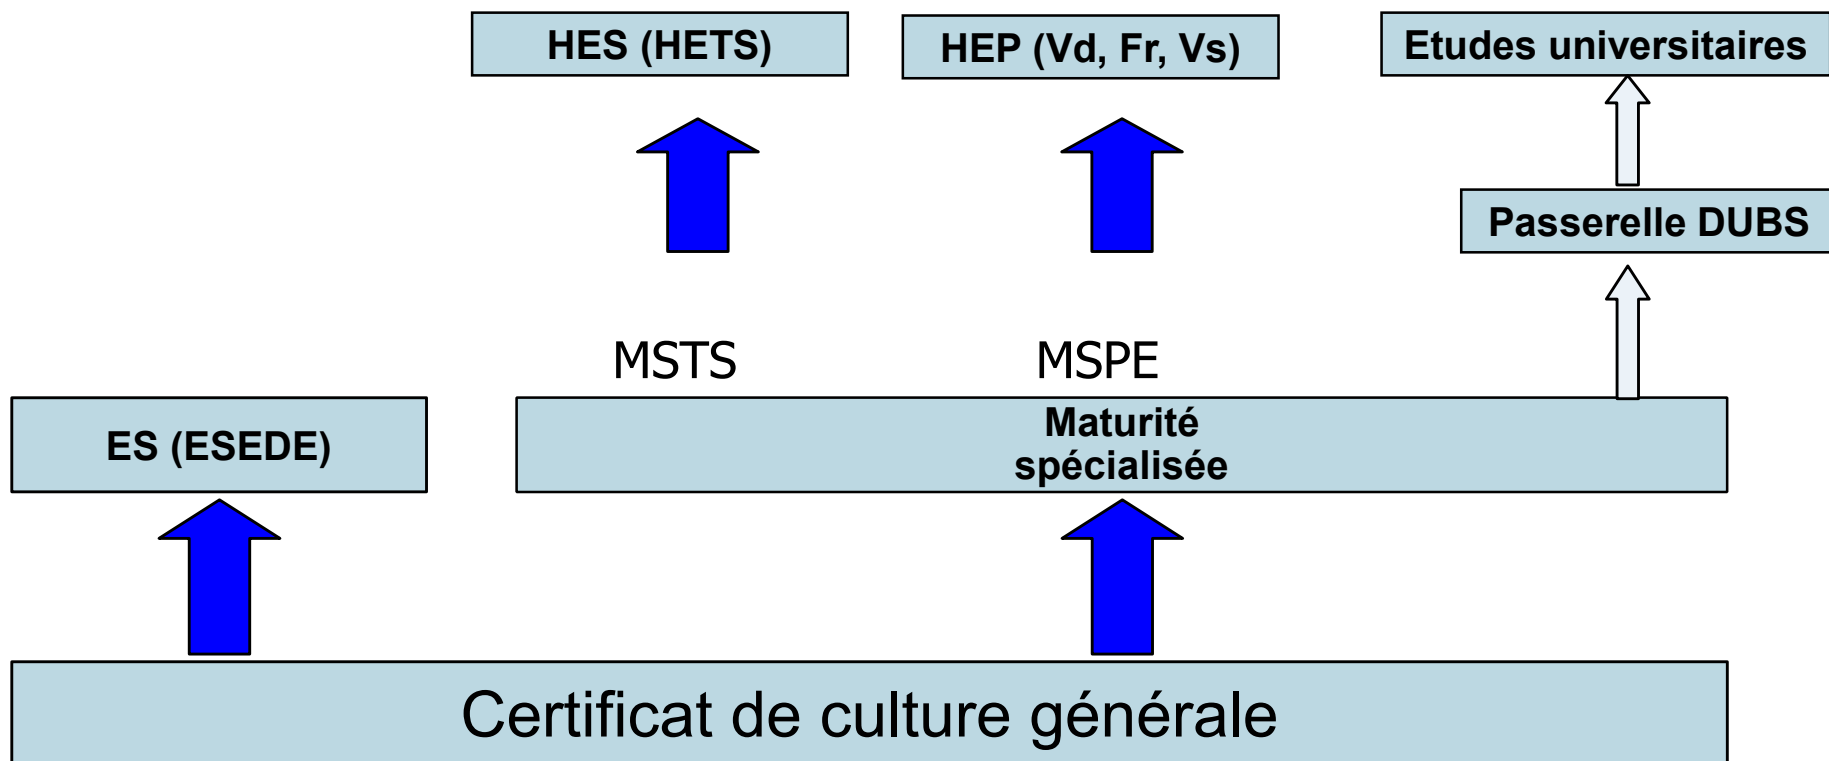 HES (HETS)
HEP (Vd, Fr, Vs)
Etudes universitaires
Passerelle DUBS
MSTS
MSPE
ES (ESEDE)
Maturité
spécialisée
Certificat de culture générale